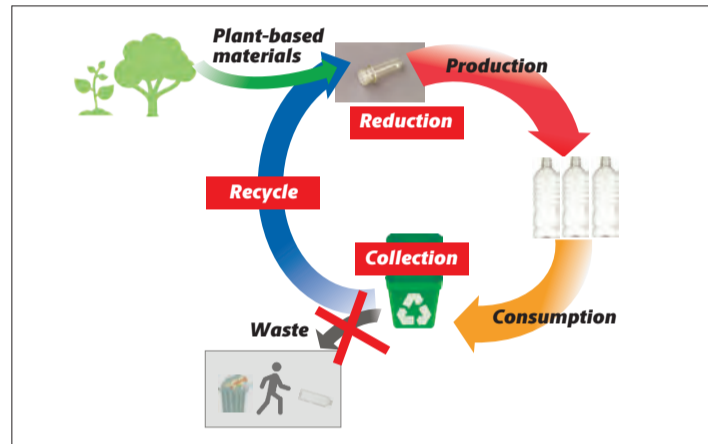 Plant-based
materials
Production
Reduction
Recycle
Collection
Consumption
Waste